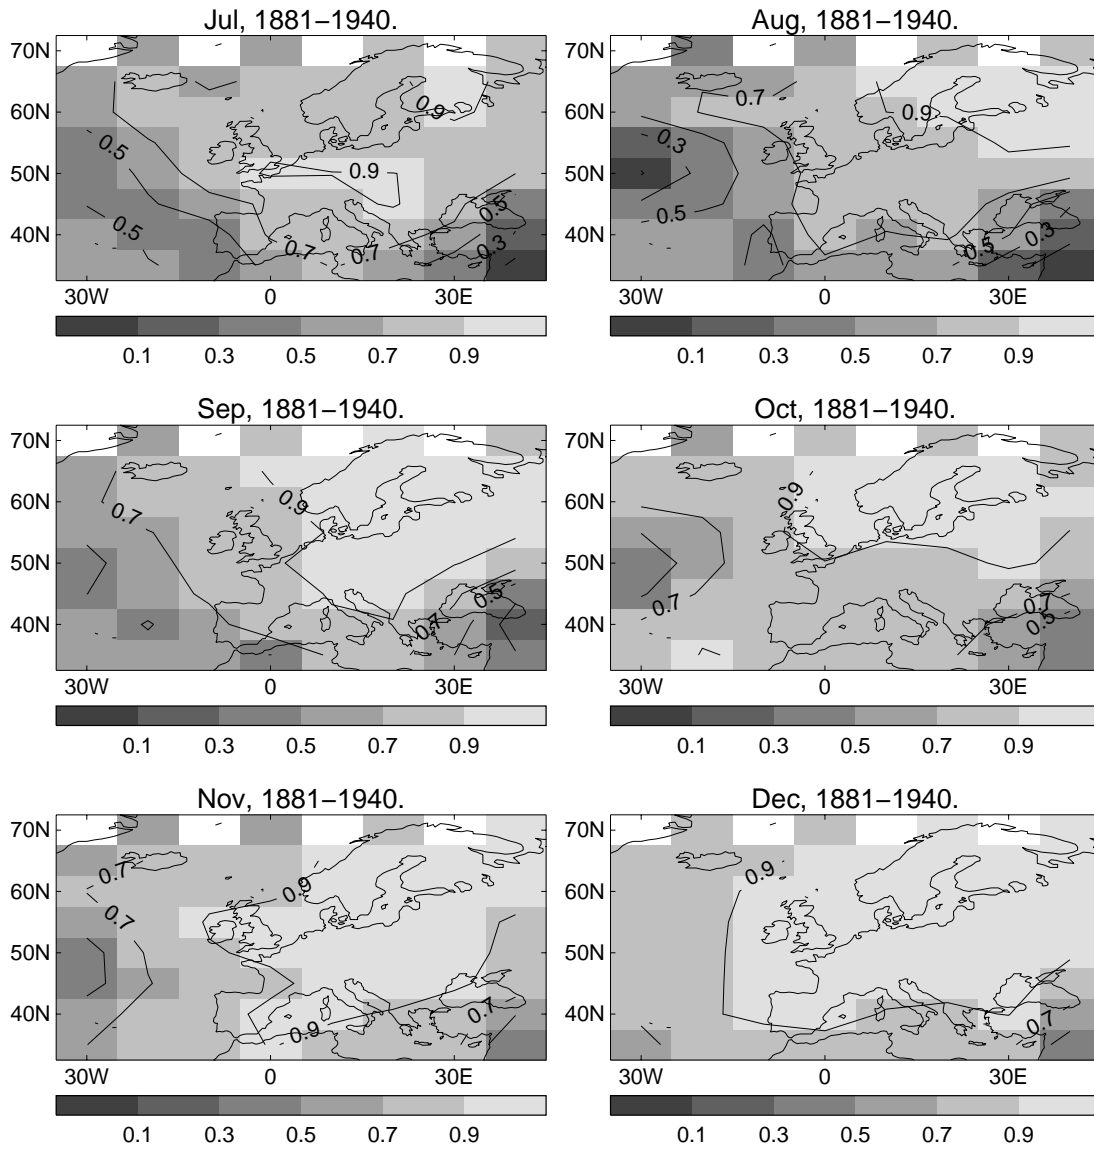 Jul, 1881−1940.
Aug, 1881−1940.
70N
60N
50N
40N
0.9
0.5
0.9
0.5
0.5
0.7
0.7
0.3
70N
60N
50N
40N
0.7
0.9
0.3
0.5
0.5
0.3
30W 0 30E
30W 0 30E
0.1 0.3 0.5 0.7 0.9
0.1 0.3 0.5 0.7 0.9
Sep, 1881−1940.
Oct, 1881−1940.
70N
60N
50N
40N
0.9
0.7
0.5
0.7
70N
60N
50N
40N
0.9
0.7
0.7
0.5
30W 0 30E
30W 0 30E
0.1 0.3 0.5 0.7 0.9
0.1 0.3 0.5 0.7 0.9
Nov, 1881−1940.
Dec, 1881−1940.
70N
60N
50N
40N
0.7
0.9
0.7
0.7
0.9
70N
60N
50N
40N
0.9
0.7
30W 0 30E
30W 0 30E
0.1 0.3 0.5 0.7 0.9
0.1 0.3 0.5 0.7 0.9